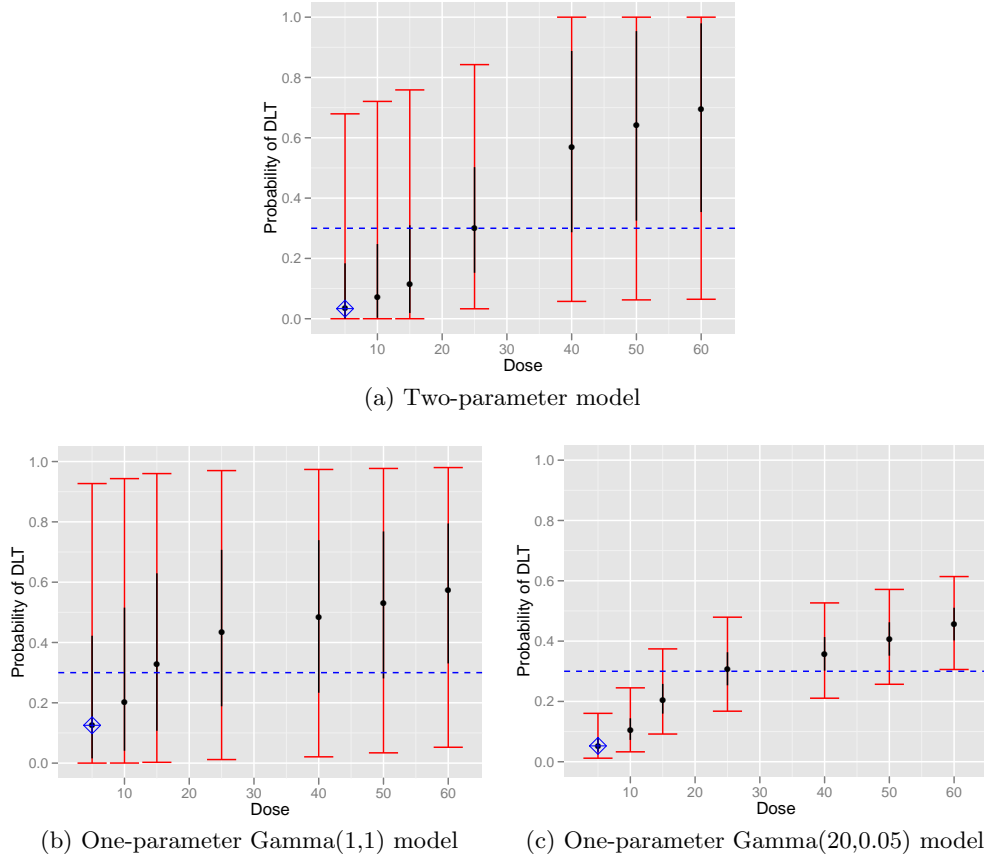 1.0
0.8
0.6
0.4
0.2
0.0
Probability of DLT
10 20 30 40 50 60
Dose
(a) Two-parameter model
1.0
0.8
0.6
0.4
0.2
0.0
Probability of DLT
10 20 30 40 50 60
Dose
(b) One-parameter Gamma(1,1) model
1.0
0.8
0.6
0.4
0.2
0.0
Probability of DLT
10 20 30 40 50 60
Dose
(c) One-parameter Gamma(20,0.05) model